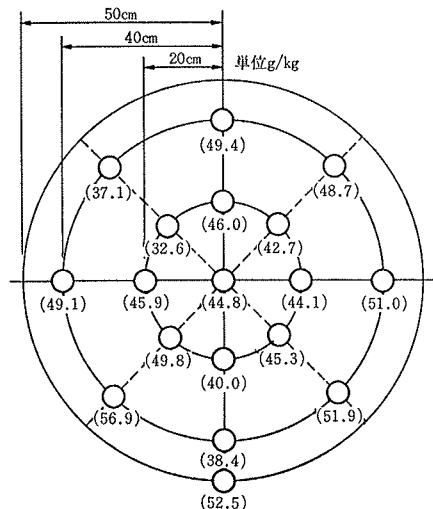 50cm
40cm
20cm 単位g/kg
(49.4)
(37.1) (48.7)
(46.0)
(32.6) (42.7)
(49.1) (45.9) (44.8) (44.1) (51.0)
(49.8) (45.3)
(40.0)
(56.9) (51.9)
(38.4)
(52.5)